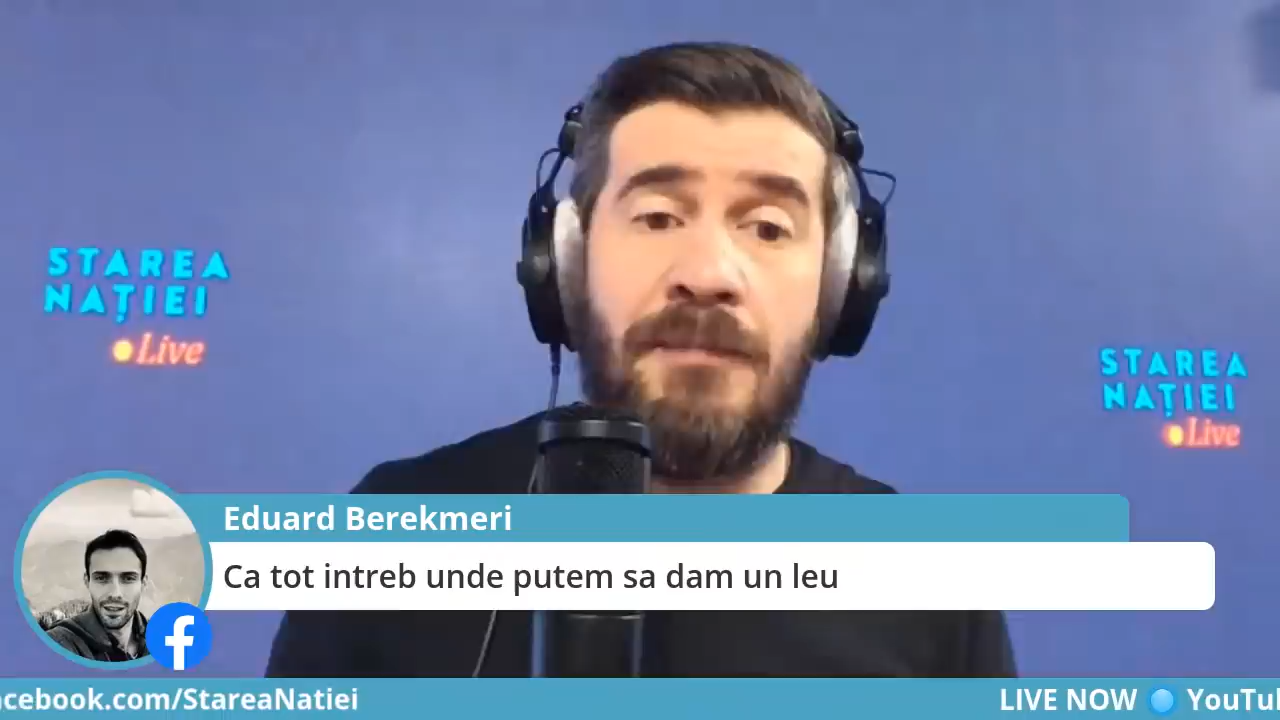 STAREA
NAȚIEI
Live
STAREA
NAȚIEI
Live
Eduard Berekmeri
Ca tot intreb unde putem sa dam un leu
acebook.com/StareaNatiei
LIVE NOW
YouTu